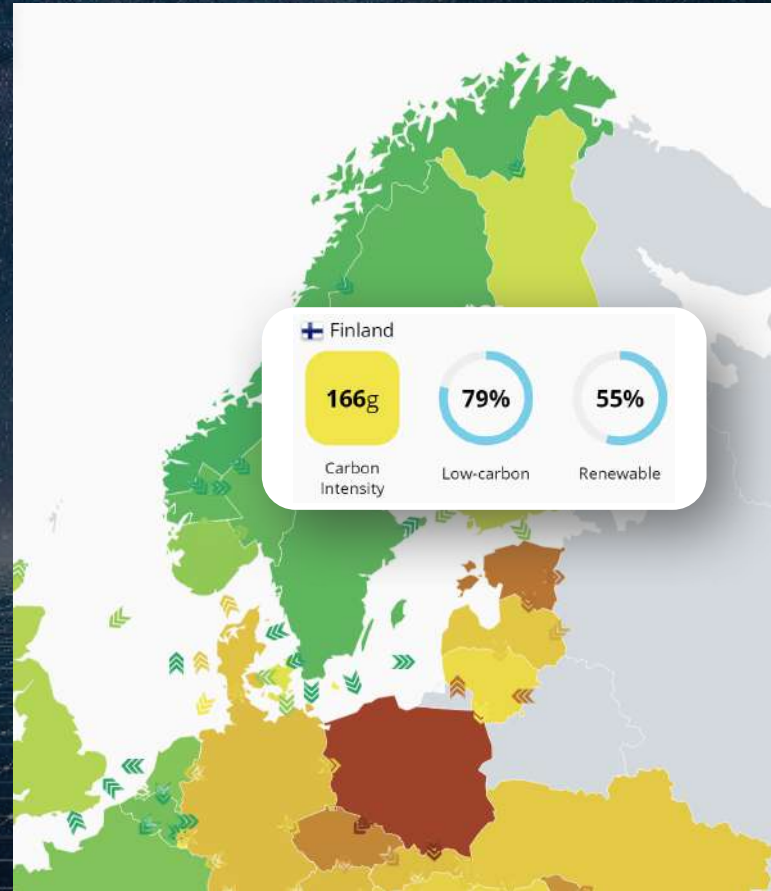 Finland
166g
79%
55%
Carbon
Intensity
Low-carbon
Renewable